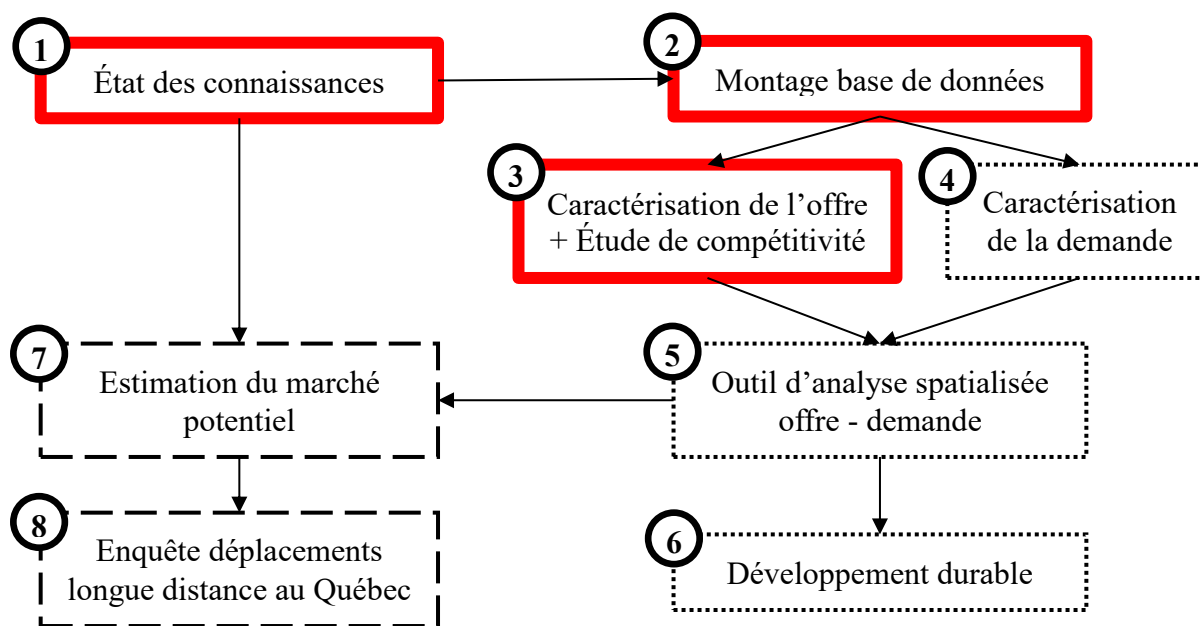 1
État des connaissances
2
Montage base de données
3
Caractérisation de l’offre
+ Étude de compétitivité
4
Caractérisation
de la demande
7
Estimation du marché
potentiel
5
Outil d’analyse spatialisée
offre - demande
8
Enquête déplacements
longue distance au Québec
6
Développement durable